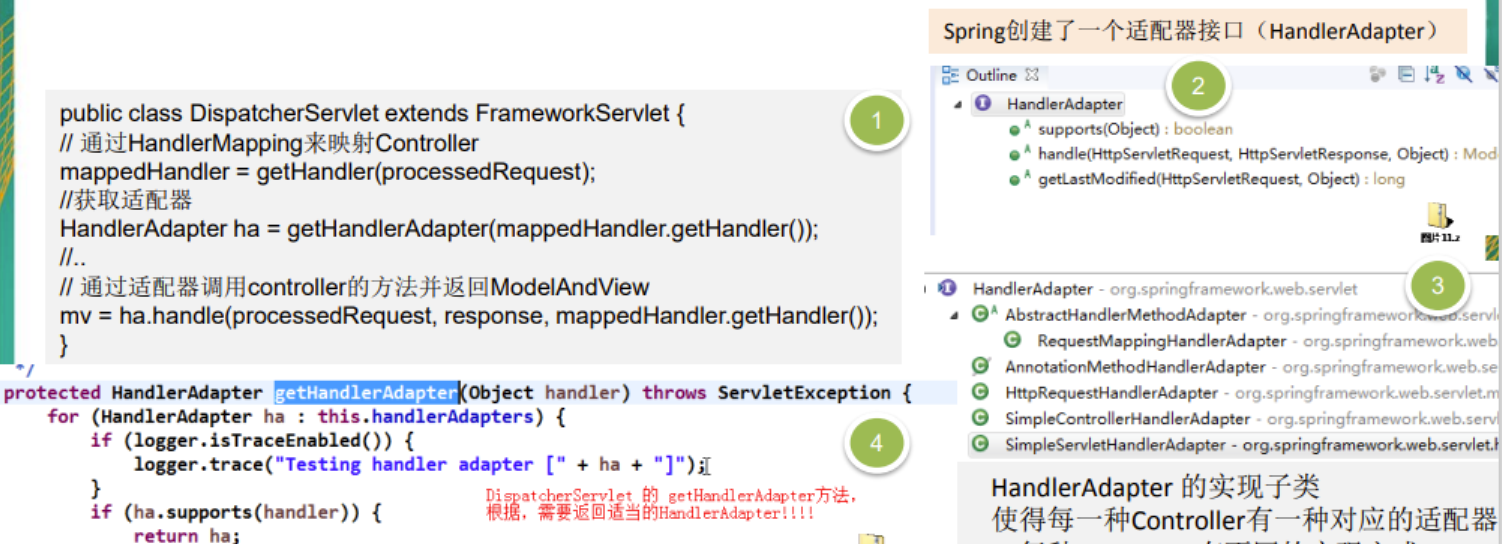 public class DispatcherServlet extends FrameworkServlet {
// 通过HandlerMapping来映射Controller
mappedHandler = getHandler(processedRequest);
//获取适配器
HandlerAdapter ha = getHandlerAdapter(mappedHandler.getHandler());
//..
// 通过适配器调用controller的方法并返回ModelAndView
mv = ha.handle(processedRequest, response, mappedHandler.getHandler());
}
1
Spring创建了一个适配器接口（HandlerAdapter）
Outline
2
HandlerAdapter
supports(Object) : boolean
handle(HttpServletRequest, HttpServletResponse, Object) : Mod
getLastModified(HttpServletRequest, Object) : long
图片11.z
3
HandlerAdapter - org.springframework.web.servlet
AbstractHandlerMethodAdapter - org.springframework.web.servl
RequestMappingHandlerAdapter - org.springframework.web
AnnotationMethodHandlerAdapter - org.springframework.web.se
HttpRequestHandlerAdapter - org.springframework.web.servlet.m
SimpleControllerHandlerAdapter - org.springframework.web.servl
SimpleServletHandlerAdapter - org.springframework.web.servlet.h
HandlerAdapter 的实现子类
使得每一种Controller有一种对应的适配器
*/
protected HandlerAdapter getHandlerAdapter(Object handler) throws ServletException {
for (HandlerAdapter ha : this.handlerAdapters) {
if (logger.isTraceEnabled()) {
logger.trace("Testing handler adapter [" + ha + "]");
}
if (ha.supports(handler)) {
return ha;
4
DispatcherServlet 的 getHandlerAdapter方法，
根据，需要返回适当的HandlerAdapter!!!!